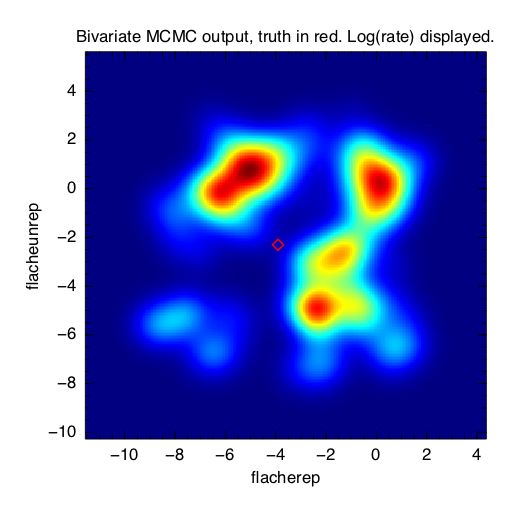 Bivariate MCMC output, truth in red. Log(rate) displayed.
4
2
0
−2
−4
−6
−8
−10
flacheunrep
−10 −8 −6 −4 −2 0 2 4
flacherep